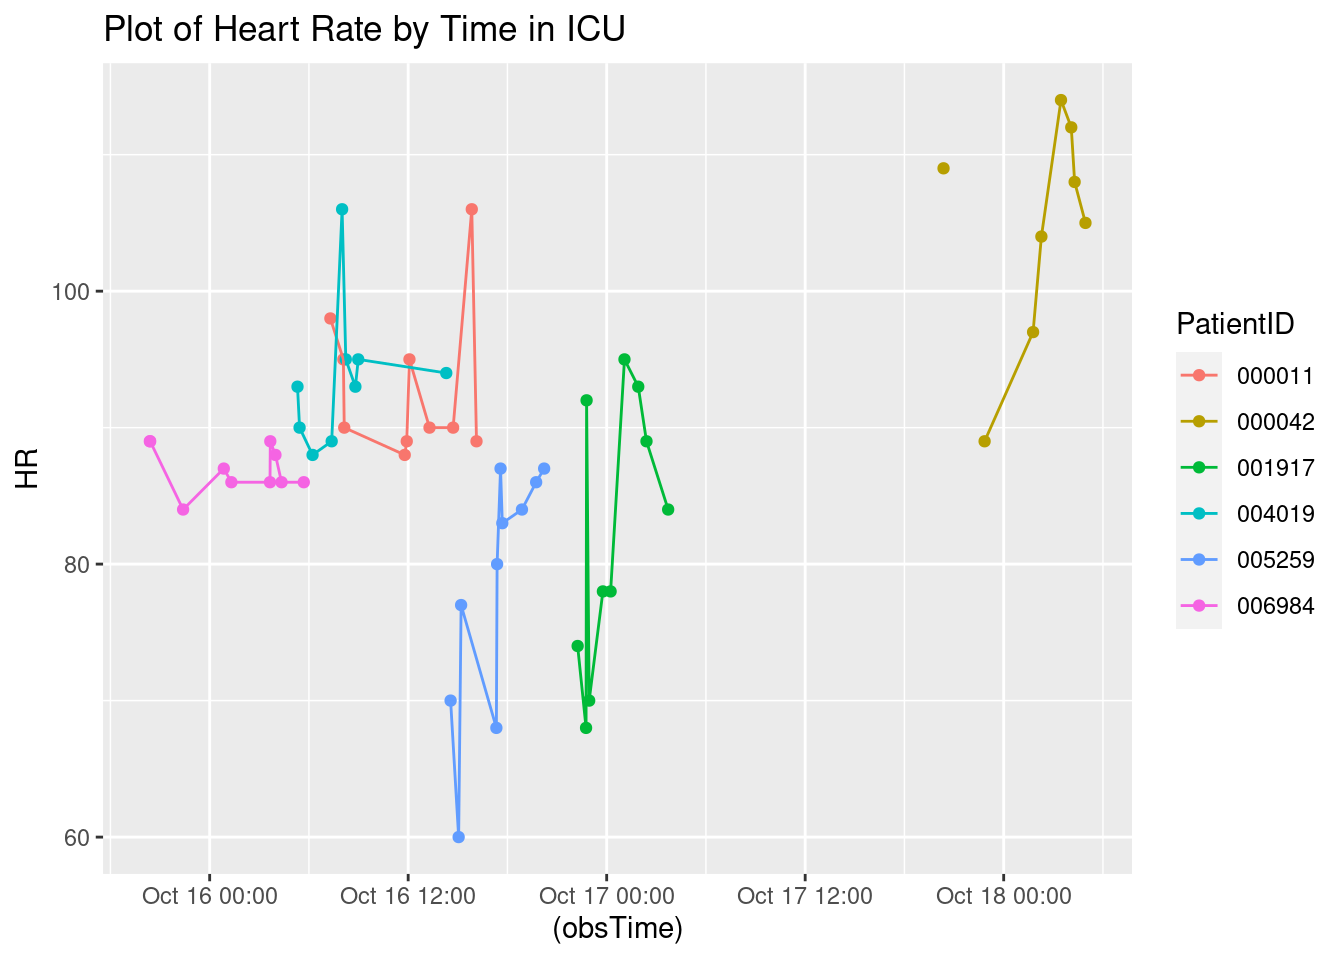 Plot of Heart Rate by Time in ICU
HR
100
80
60
Oct 16 00:00
Oct 16 12:00
Oct 17 00:00
Oct 17 12:00
Oct 18 00:00
(obsTime)
PatientID
000011
000042
001917
004019
005259
006984